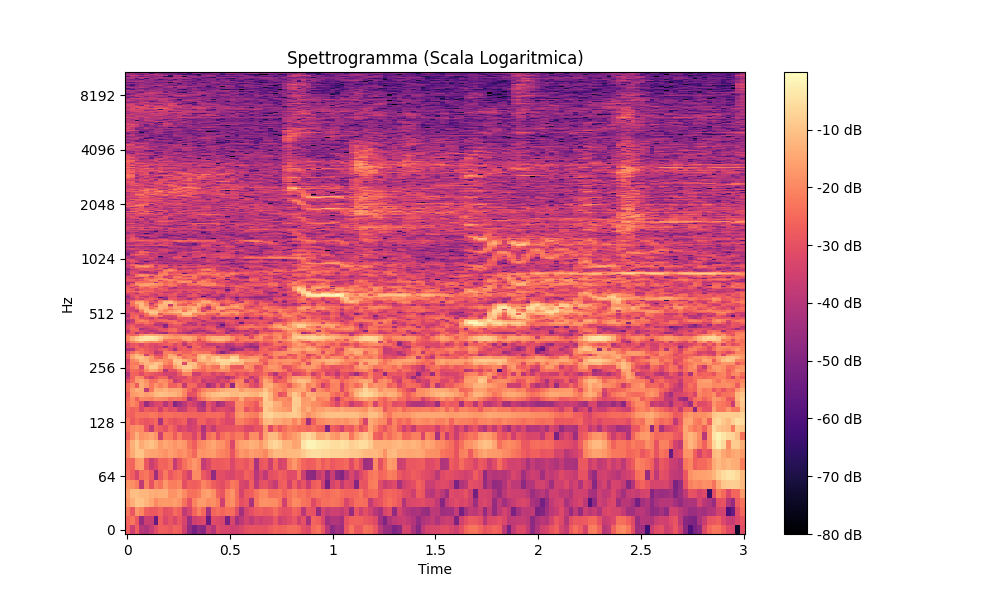 Spettrogramma (Scala Logaritmica)
Hz
8192
4096
2048
1024
512
256
128
64
0
0
0.5
1
1.5
2
2.5
3
Time
-10 dB
-20 dB
-30 dB
-40 dB
-50 dB
-60 dB
-70 dB
-80 dB